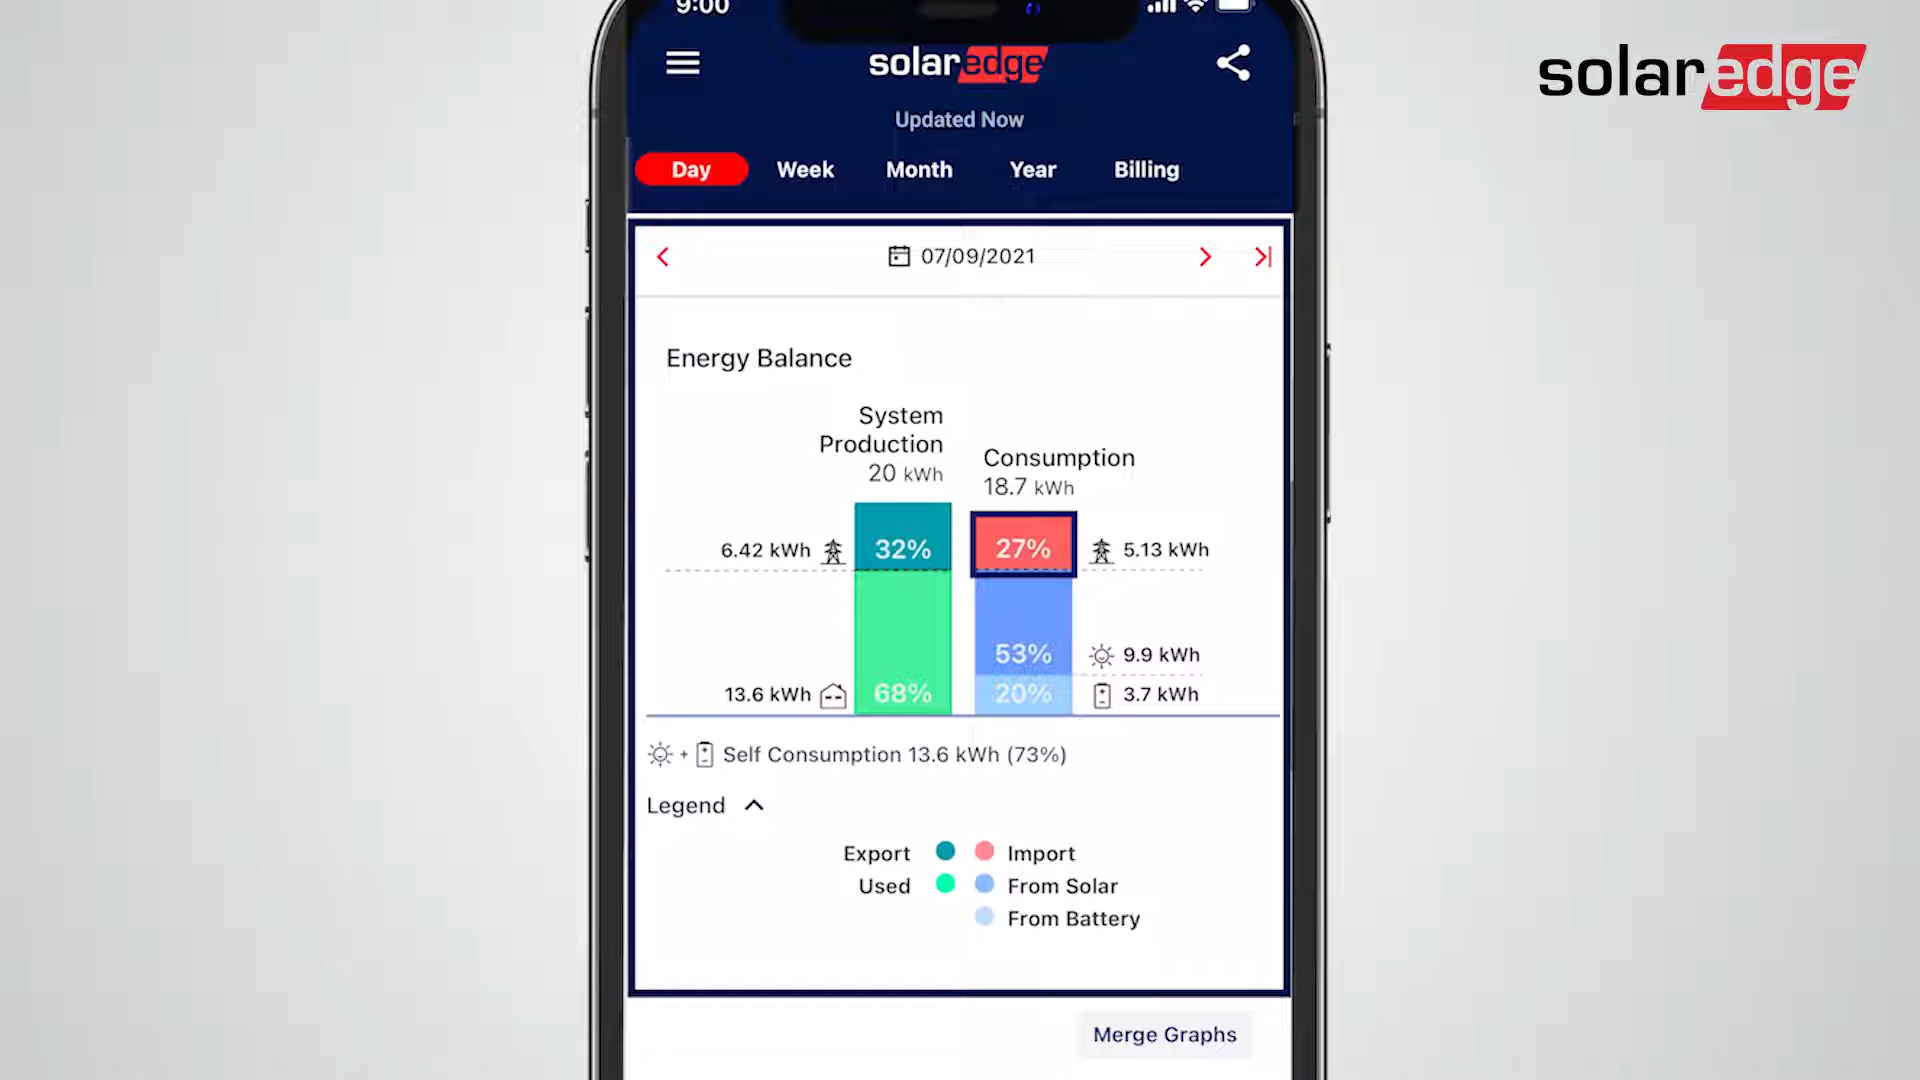 9:00
solaredge
solaredge
Updated Now
Day Week Month Year Billing
07/09/2021
Energy Balance
System
Production
20 kWh
Consumption
18.7 kWh
6.42 kWh 32% 27% 5.13 kWh
53% 9.9 kWh
13.6 kWh 68% 20% 3.7 kWh
+ Self Consumption 13.6 kWh (73%)
Legend
Export Import
Used From Solar
From Battery
Merge Graphs